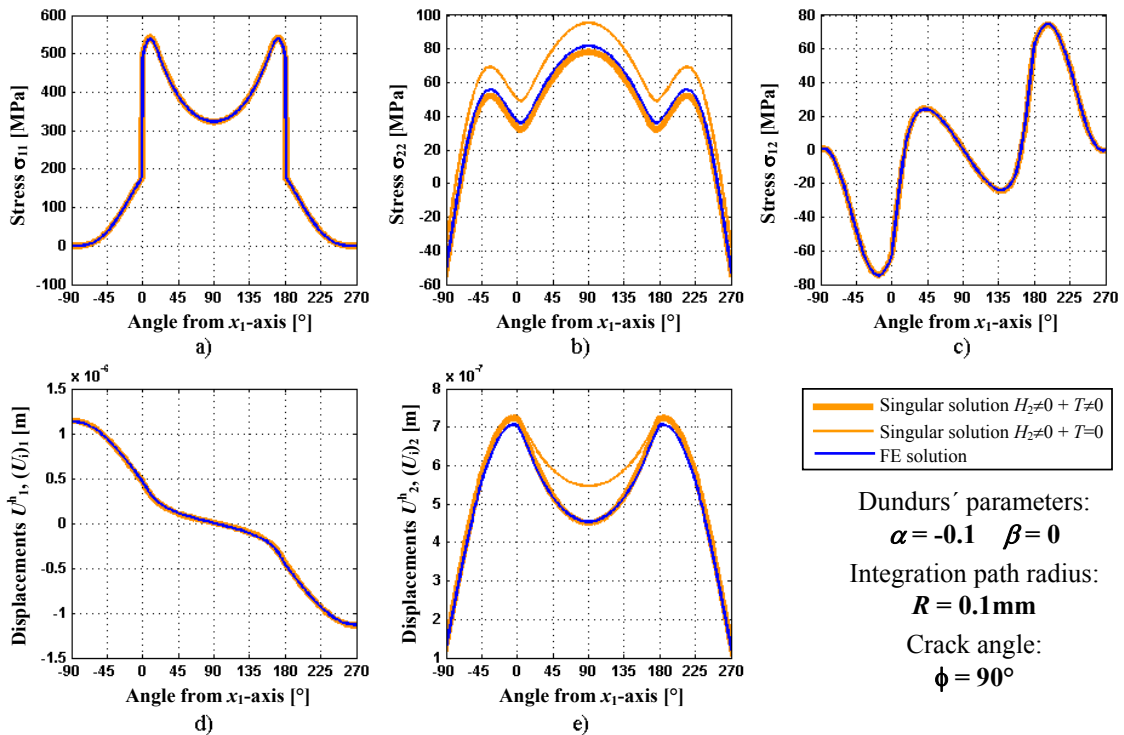 600
500
400
300
200
100
0
-100
-90 -45 0 45 90 135 180 225 270
Stress σ11 [MPa]
Angle from x1-axis [°]
a)
100
80
60
40
20
0
-20
-40
-60
-90 -45 0 45 90 135 180 225 270
Stress σ22 [MPa]
Angle from x1-axis [°]
b)
80
60
40
20
0
-20
-40
-60
-80
-90 -45 0 45 90 135 180 225 270
Stress σ12 [MPa]
Angle from x1-axis [°]
c)
x 10^-6
1.5
1
0.5
0
-0.5
-1
-1.5
-90 -45 0 45 90 135 180 225 270
Displacements U^h_1, (Ui)1 [m]
Angle from x1-axis [°]
d)
x 10^-7
8
7
6
5
4
3
2
1
-90 -45 0 45 90 135 180 225 270
Displacements U^h_2, (Ui)2 [m]
Angle from x1-axis [°]
e)
Singular solution H2≠0 + T≠0
Singular solution H2≠0 + T=0
FE solution
Dundurs´ parameters:
α = -0.1 β = 0
Integration path radius:
R = 0.1mm
Crack angle:
ϕ = 90°